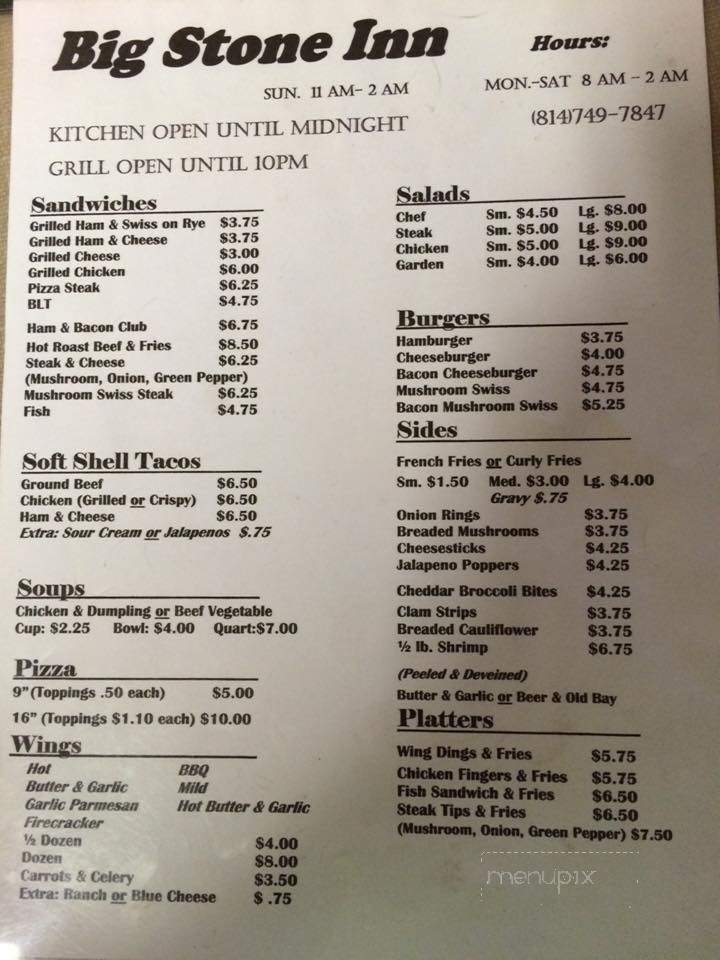 Big Stone Inn
Hours:
SUN. 11 AM- 2 AM
MON.-SAT 8 AM - 2 AM
KITCHEN OPEN UNTIL MIDNIGHT
(814)749-7847
GRILL OPEN UNTIL 10PM
Sandwiches
Grilled Ham & Swiss on Rye $3.75
Grilled Ham & Cheese $3.75
Grilled Cheese $3.00
Grilled Chicken $6.00
Pizza Steak $6.25
BLT $4.75
Ham & Bacon Club $6.75
Hot Roast Beef & Fries $8.50
Steak & Cheese $6.25
(Mushroom, Onion, Green Pepper)
Mushroom Swiss Steak $6.25
Fish $4.75
Soft Shell Tacos
Ground Beef $6.50
Chicken (Grilled or Crispy) $6.50
Ham & Cheese $6.50
Extra: Sour Cream or Jalapenos $.75
Soups
Chicken & Dumpling or Beef Vegetable
Cup: $2.25 Bowl: $4.00 Quart:$7.00
Pizza
9" (Toppings .50 each) $5.00
16" (Toppings $1.10 each) $10.00
Wings
Hot BBQ
Butter & Garlic Mild
Garlic Parmesan Hot Butter & Garlic
Firecracker
½ Dozen $4.00
Dozen $8.00
Carrots & Celery $3.50
Extra: Ranch or Blue Cheese $ .75
Salads
Chef Sm. $4.50 Lg. $8.00
Steak Sm. $5.00 Lg. $9.00
Chicken Sm. $5.00 Lg. $9.00
Garden Sm. $4.00 Lg. $6.00
Burgers
Hamburger $3.75
Cheeseburger $4.00
Bacon Cheeseburger $4.75
Mushroom Swiss $4.75
Bacon Mushroom Swiss $5.25
Sides
French Fries or Curly Fries
Sm. $1.50 Med. $3.00 Lg. $4.00
Gravy $.75
Onion Rings $3.75
Breaded Mushrooms $3.75
Cheesesticks $4.25
Jalapeno Poppers $4.25
Cheddar Broccoli Bites $4.25
Clam Strips $3.75
Breaded Cauliflower $3.75
½ lb. Shrimp $6.75
(Peeled & Deveined)
Butter & Garlic or Beer & Old Bay
Platters
Wing Dings & Fries $5.75
Chicken Fingers & Fries $5.75
Fish Sandwich & Fries $6.50
Steak Tips & Fries $6.50
(Mushroom, Onion, Green Pepper) $7.50
menupix